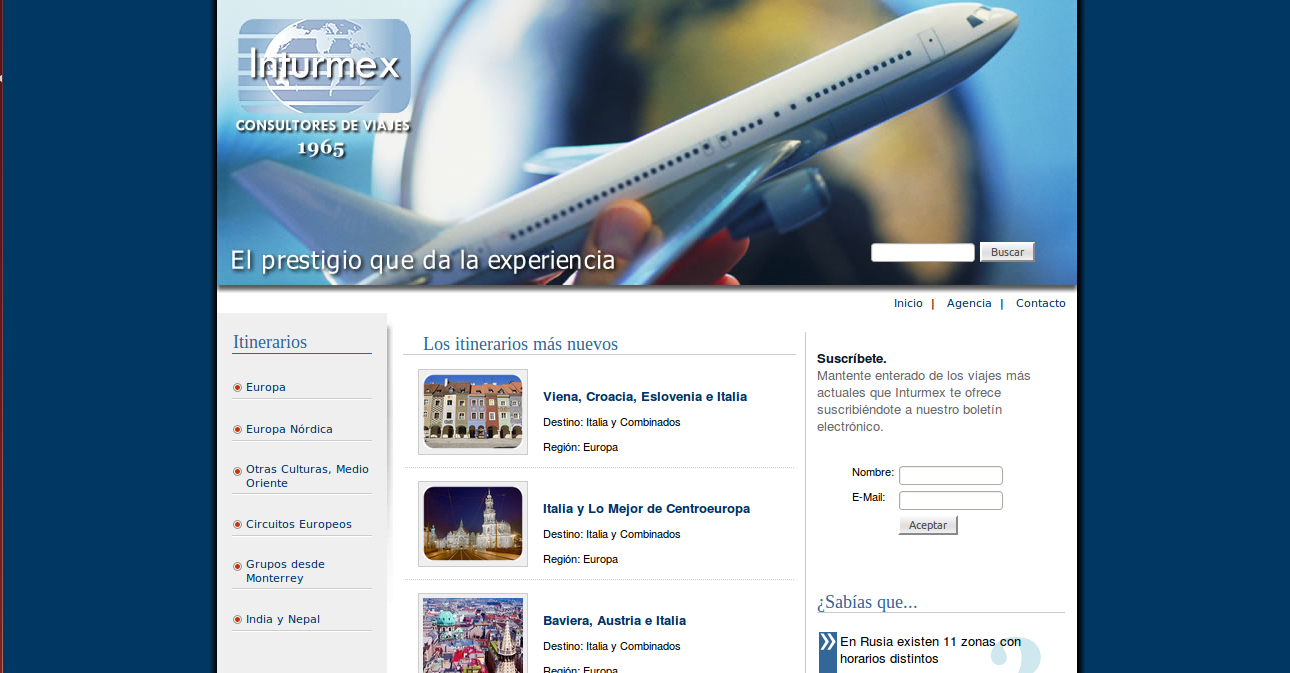 Inturmex
CONSULTORES DE VIAJES
1965
El prestigio que da la experiencia
Buscar
Inicio | Agencia | Contacto
Itinerarios
Europa
Europa Nórdica
Otras Culturas, Medio
Oriente
Circuitos Europeos
Grupos desde
Monterrey
India y Nepal
Los itinerarios más nuevos
Viena, Croacia, Eslovenia e Italia
Destino: Italia y Combinados
Región: Europa
Italia y Lo Mejor de Centroeuropa
Destino: Italia y Combinados
Región: Europa
Baviera, Austria e Italia
Destino: Italia y Combinados
Región: Europa
Suscríbete.
Mantente enterado de los viajes más
actuales que Inturmex te ofrece
suscribiéndote a nuestro boletín
electrónico.
Nombre:
E-Mail:
Aceptar
¿Sabías que...
En Rusia existen 11 zonas con
horarios distintos